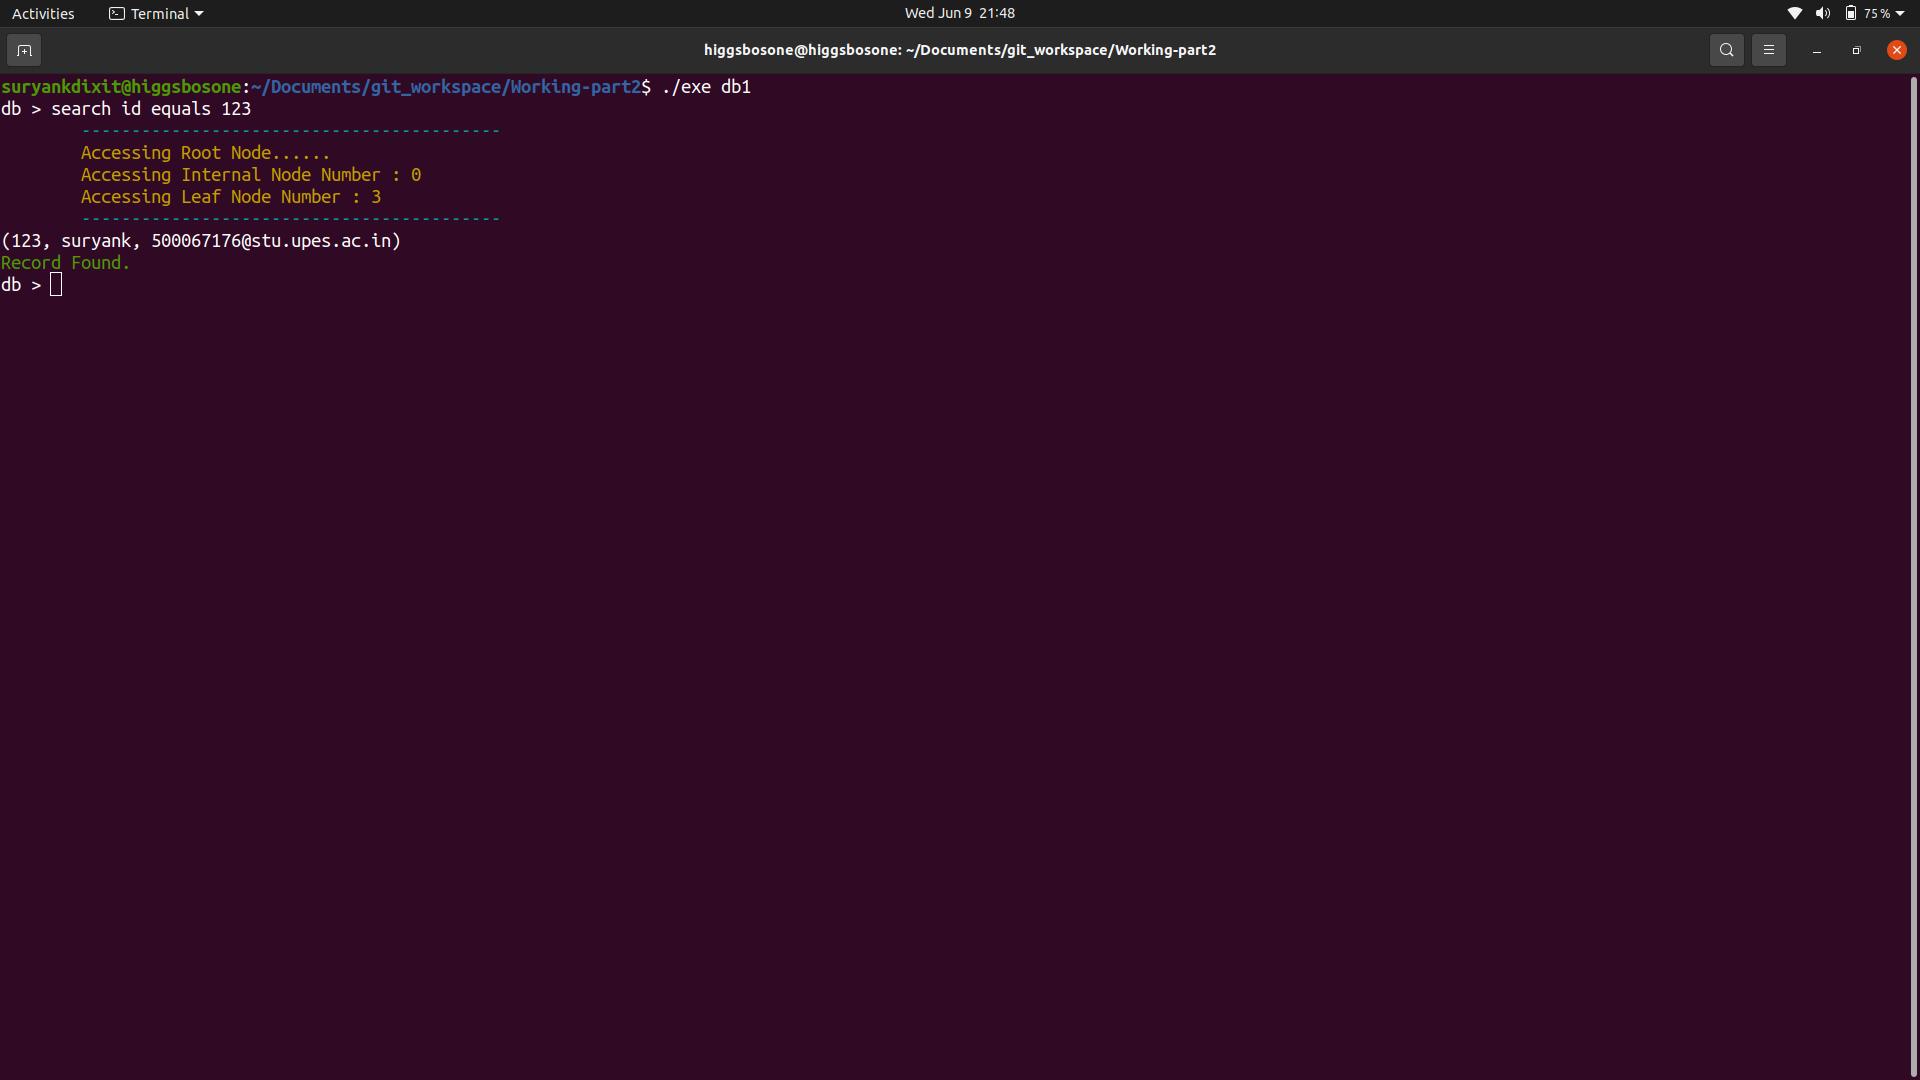 Activities Terminal Wed Jun 9 21:48 75%
higgsbosone@higgsbosone: ~/Documents/git_workspace/Working-part2
suryankdixit@higgsbosone:~/Documents/git_workspace/Working-part2$ ./exe db1
db > search id equals 123
------------------------------------------
Accessing Root Node......
Accessing Internal Node Number : 0
Accessing Leaf Node Number : 3
------------------------------------------
(123, suryank, 500067176@stu.upes.ac.in)
Record Found.
db >